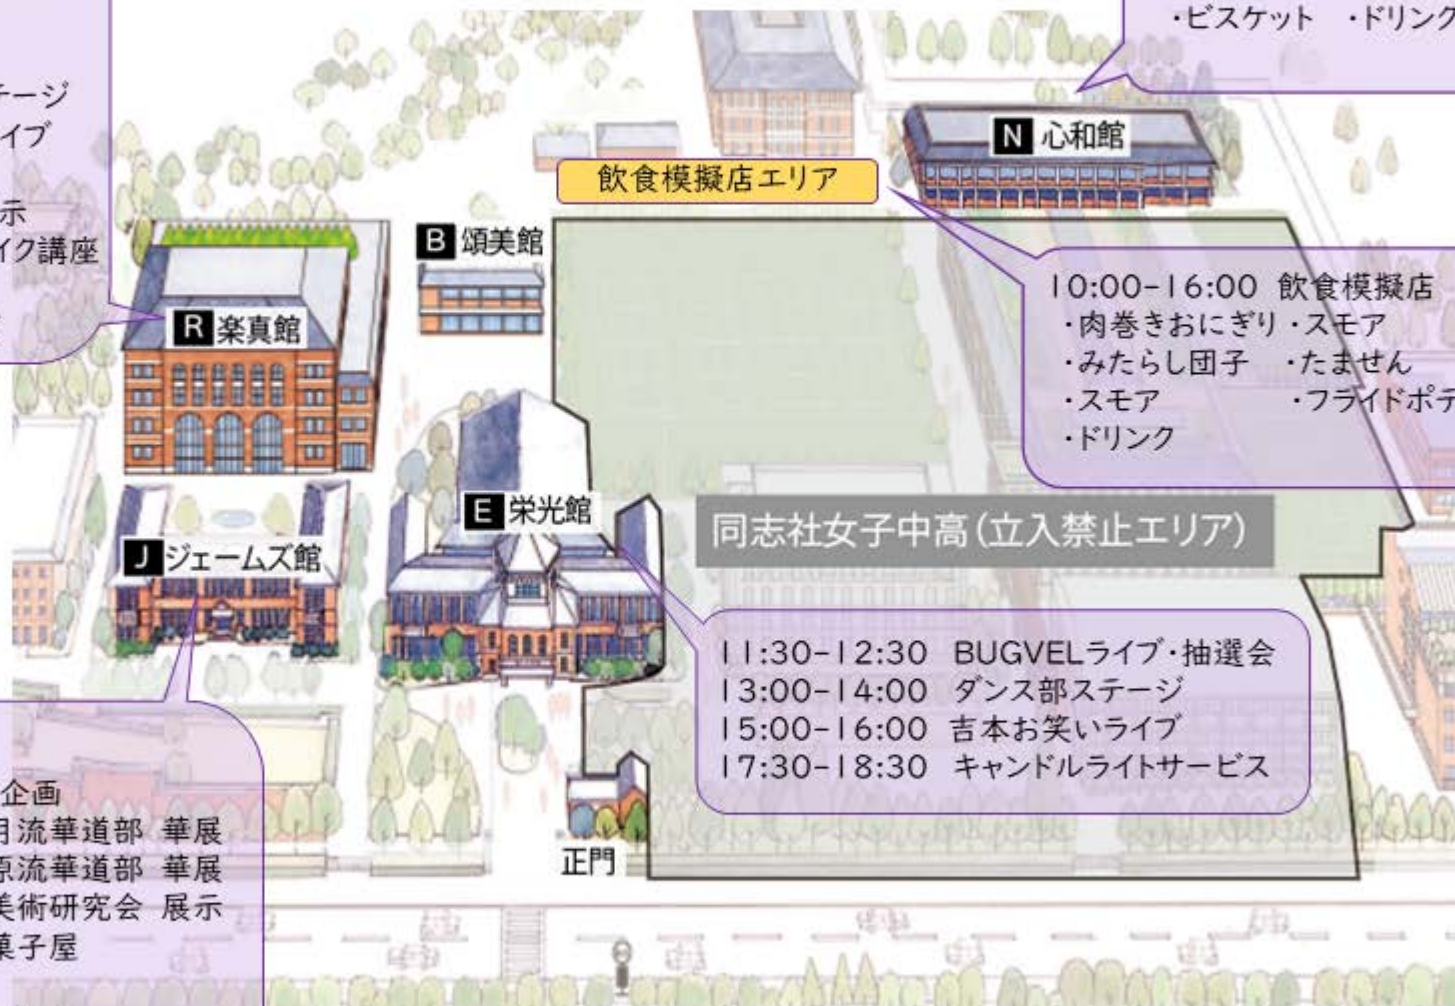 ・ビスケット ・ドリンク
N 心和館
飲食模擬店エリア
イブ
示
イク講座
R 楽真館
B 頌美館
10:00-16:00 飲食模擬店
・肉巻きおにぎり ・スモア
・みたらし団子 ・たません
・スモア ・フライドポテ
・ドリンク
E 栄光館
J ジェームズ館
同志社女子中高(立入禁止エリア)
11:30-12:30 BUGVELライブ・抽選会
13:00-14:00 ダンス部ステージ
15:00-16:00 吉本お笑いライブ
17:30-18:30 キャンドルライトサービス
企画
流華道部 華展
原流華道部 華展
美術研究会 展示
菓子屋
正門